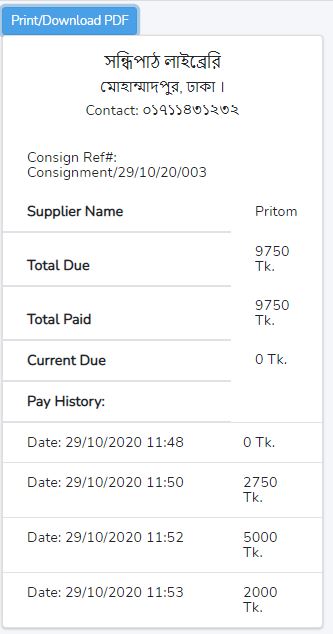 Print/Download PDF
সন্ধিপাঠ লাইব্রেরি
মোহাম্মাদপুর, ঢাকা ।
Contact: ০১৭১১৪৩১২৩২
Consign Ref#:
Consignment/29/10/20/003
Supplier Name Pritom
Total Due 9750
Tk.
Total Paid 9750
Tk.
Current Due 0 Tk.
Pay History:
Date: 29/10/2020 11:48 0 Tk.
Date: 29/10/2020 11:50 2750
Tk.
Date: 29/10/2020 11:52 5000
Tk.
Date: 29/10/2020 11:53 2000
Tk.